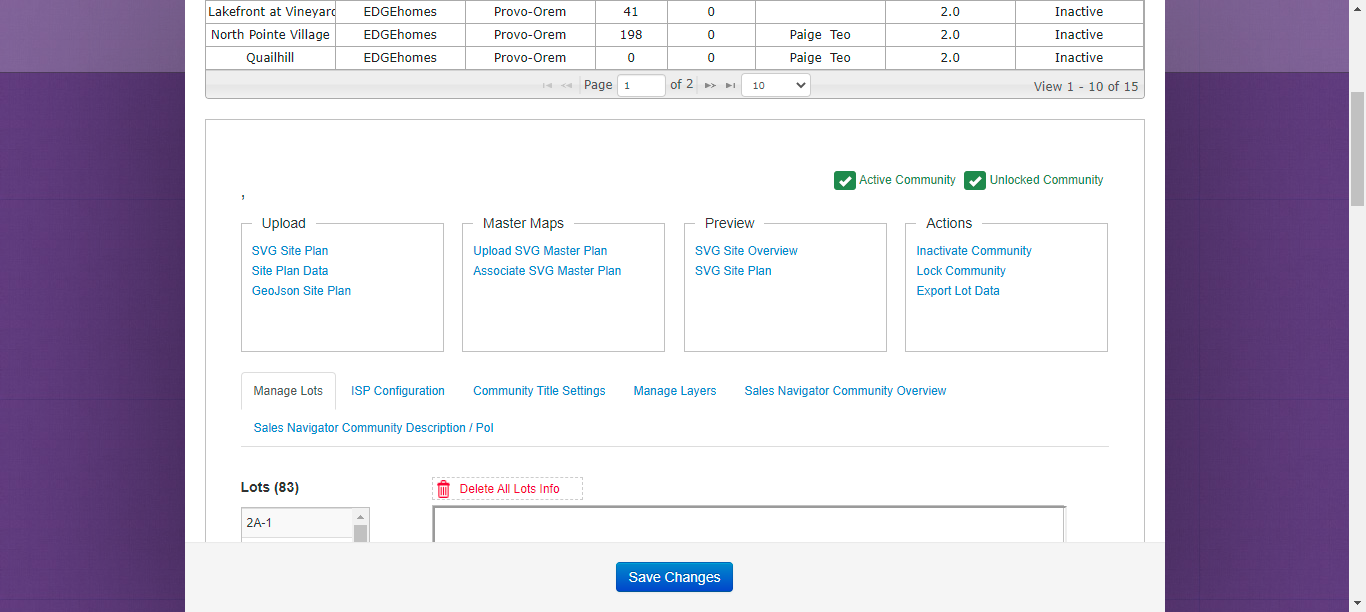 Lakefront at Vineyard EDGEhomes Provo-Orem 41 0 2.0 Inactive
North Pointe Village EDGEhomes Provo-Orem 198 0 Paige Teo 2.0 Inactive
Quailhill EDGEhomes Provo-Orem 0 0 Paige Teo 2.0 Inactive
Page 1 of 2 10 View 1 - 10 of 15
Active Community Unlocked Community
,
Upload Master Maps Preview Actions
SVG Site Plan Upload SVG Master Plan SVG Site Overview Inactivate Community
Site Plan Data Associate SVG Master Plan SVG Site Plan Lock Community
GeoJson Site Plan Export Lot Data
Manage Lots ISP Configuration Community Title Settings Manage Layers Sales Navigator Community Overview
Sales Navigator Community Description / PoI
Lots (83) Delete All Lots Info
2A-1
Save Changes